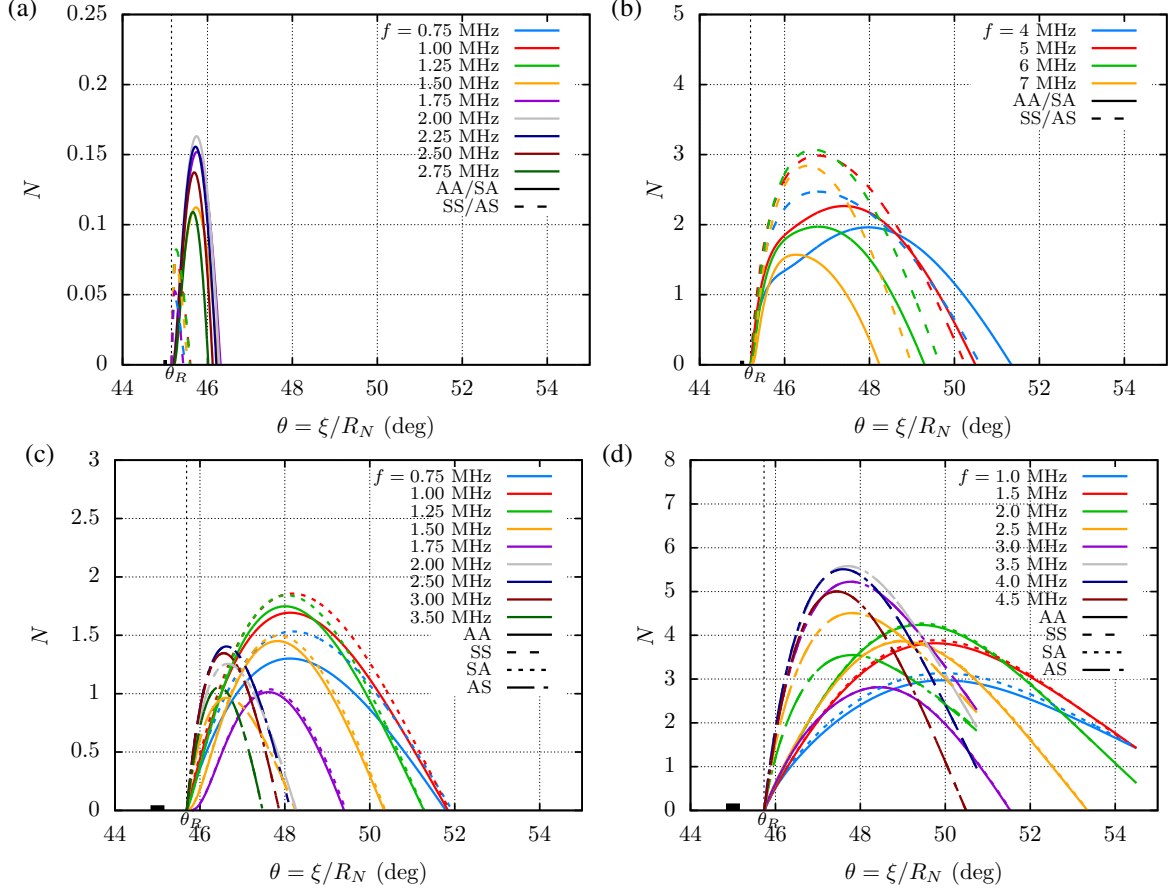 (a)
0.25
0.2
0.15
0.1
0.05
0
N
f = 0.75 MHz
1.00 MHz
1.25 MHz
1.50 MHz
1.75 MHz
2.00 MHz
2.25 MHz
2.50 MHz
2.75 MHz
AA/SA
SS/AS
θ_R
44 46 48 50 52 54
θ = ξ/R_N (deg)
(b)
5
4
3
2
1
0
N
f = 4 MHz
5 MHz
6 MHz
7 MHz
AA/SA
SS/AS
θ_R
44 46 48 50 52 54
θ = ξ/R_N (deg)
(c)
3
2.5
2
1.5
1
0.5
0
N
f = 0.75 MHz
1.00 MHz
1.25 MHz
1.50 MHz
1.75 MHz
2.00 MHz
2.50 MHz
3.00 MHz
3.50 MHz
AA
SS
SA
AS
θ_R
44 46 48 50 52 54
θ = ξ/R_N (deg)
(d)
8
7
6
5
4
3
2
1
0
N
f = 1.0 MHz
1.5 MHz
2.0 MHz
2.5 MHz
3.0 MHz
3.5 MHz
4.0 MHz
4.5 MHz
AA
SS
SA
AS
θ_R
44 46 48 50 52 54
θ = ξ/R_N (deg)